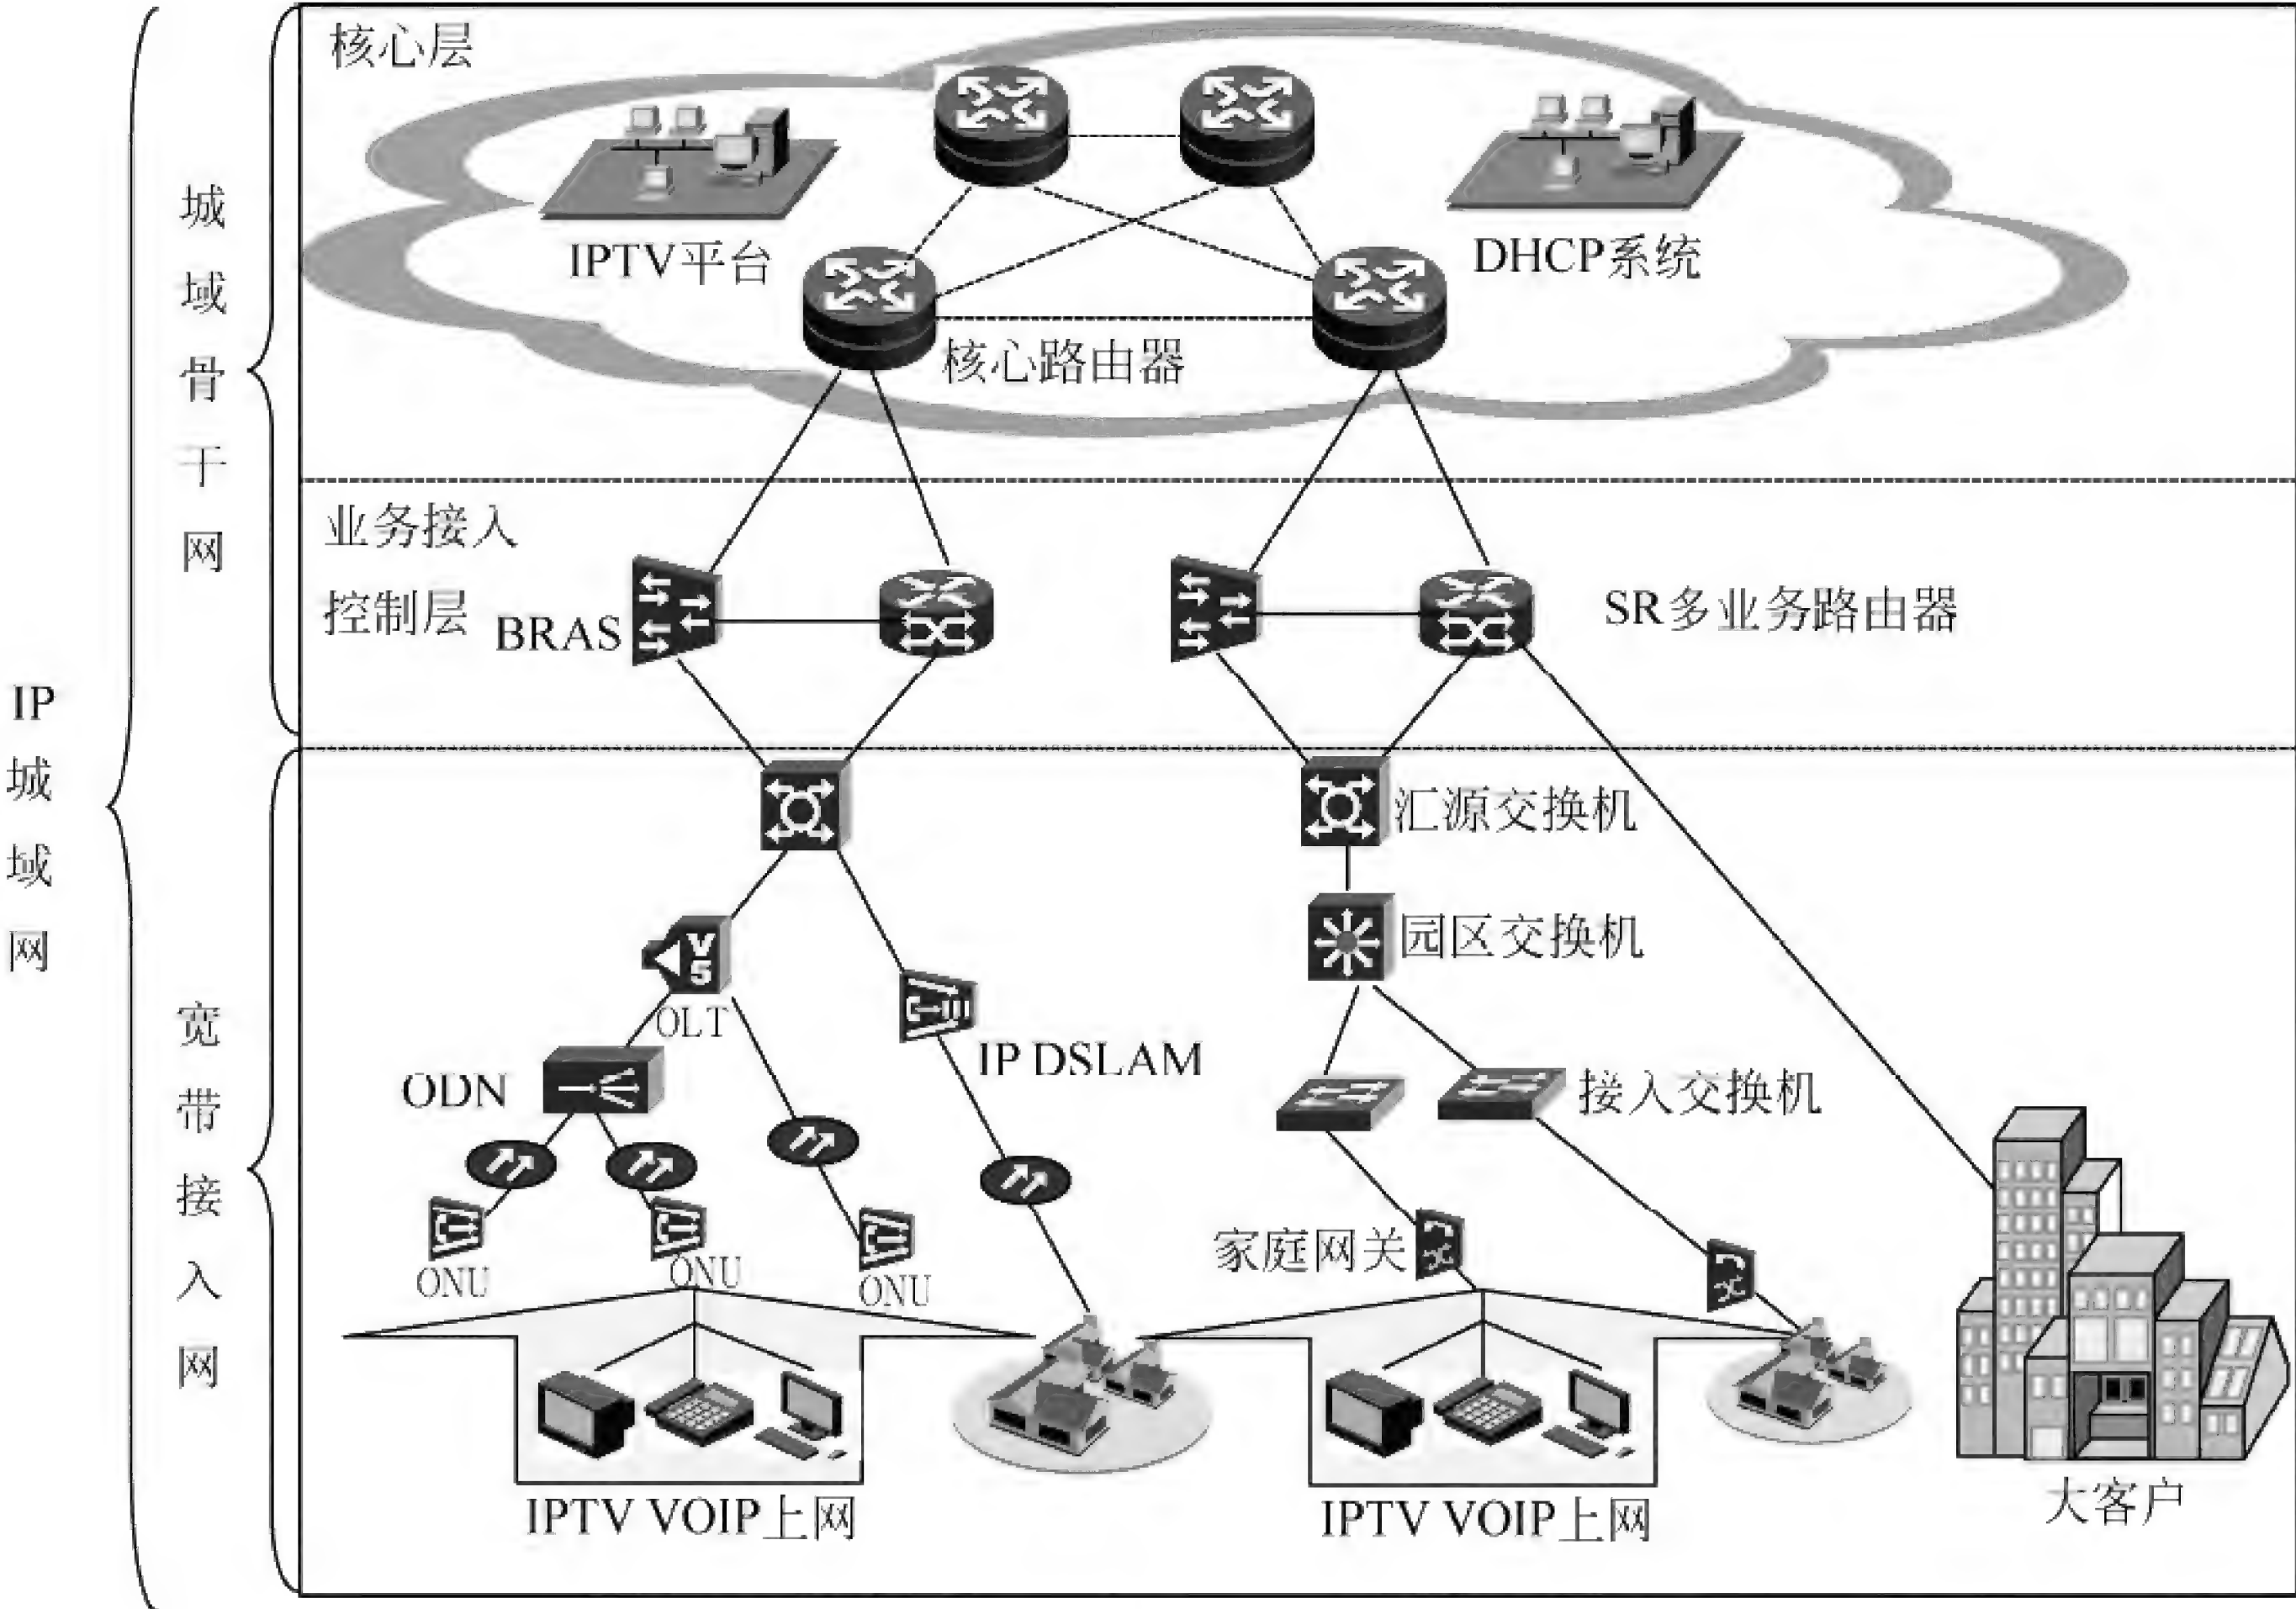 核心层
IPTV平台
DHCP系统
核心路由器
城域骨干网
业务接入
控制层
BRAS
SR多业务路由器
IP城域网
汇源交换机
园区交换机
OLT
IP DSLAM
ODN
接入交换机
宽带接入网
家庭网关
ONU
ONU
ONU
IPTV VOIP上网
IPTV VOIP上网
大客户
V5